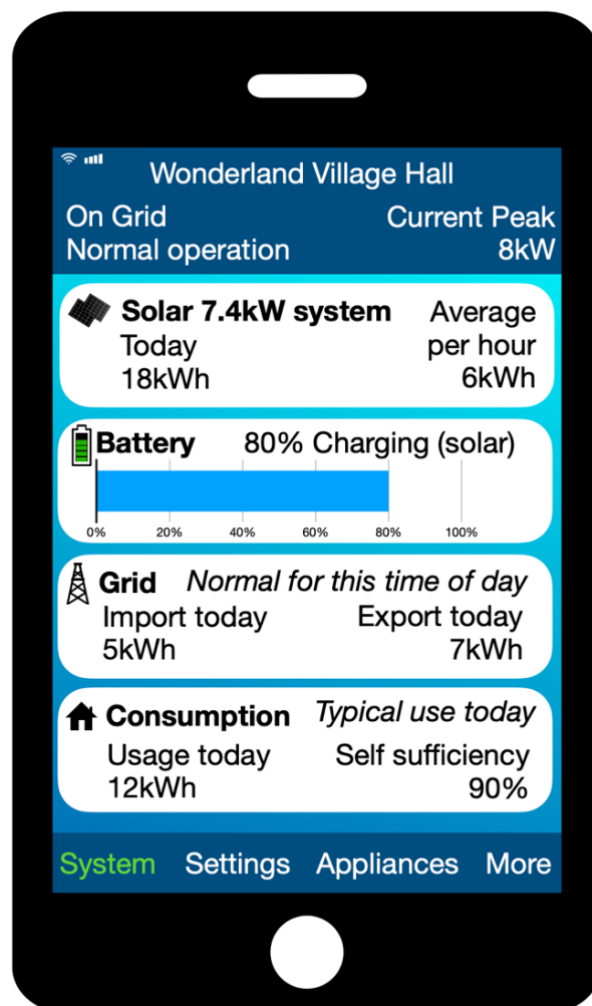 Wonderland Village Hall
On Grid Current Peak
Normal operation 8kW
Solar 7.4kW system Average
Today per hour
18kWh 6kWh
Battery 80% Charging (solar)
0% 20% 40% 60% 80% 100%
Grid Normal for this time of day
Import today Export today
5kWh 7kWh
Consumption Typical use today
Usage today Self sufficiency
12kWh 90%
System Settings Appliances More